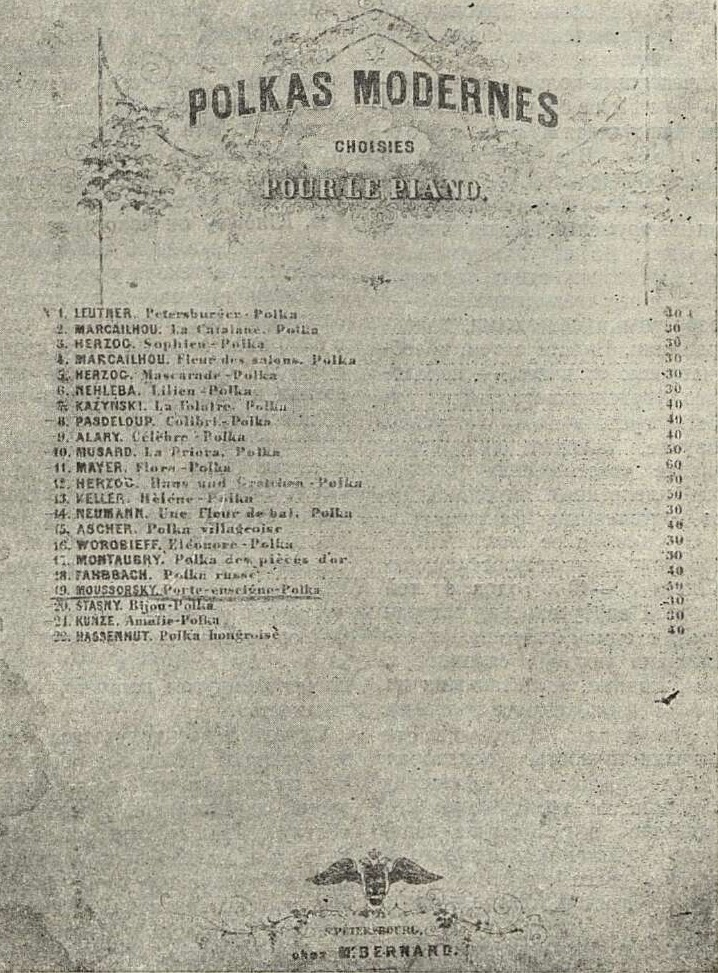 POLKAS MODERNES
CHOISIES
POUR LE PIANO.
1. LEUTNER. Petersburger-Polka
2. MARCAILHOU. La Catalane. Polka 30
3. HERZOG. Sophien-Polka 30
4. MARCAILHOU. Fleur des salons. Polka 30
5. HERZOG. Mascarade-Polka 30
6. NEHLEBA. Lilien-Polka 30
7. KAZYŃSKI. La folatre. Polka 40
8. PASDELOUP. Colibri-Polka 40
9. ALARY. Célèbre-Polka 40
10. MUSARD. La Priora. Polka 50
11. MAYER. Flora-Polka 60
12. HERZOG. Hans und Gretchen-Polka 30
13. KELLER. Hélène-Polka 50
14. NEUMANN. Une fleur de bal. Polka 30
15. ASCHER. Polka villageoise 40
16. WOROBIEFF. Eléonore-Polka 30
17. MONTAUBRY. Polka des pièces d'or 30
18. FAHRBACH. Polka russe 40
19. MOUSSORSKY. Porte-enseigne-Polka 50
20. STASNY. Bijou-Polka
21. KUNZE. Amalie-Polka 30
22. HASSENHUT. Polka hongroise 40
S. PÉTERSBOURG,
chez M. BERNARD.